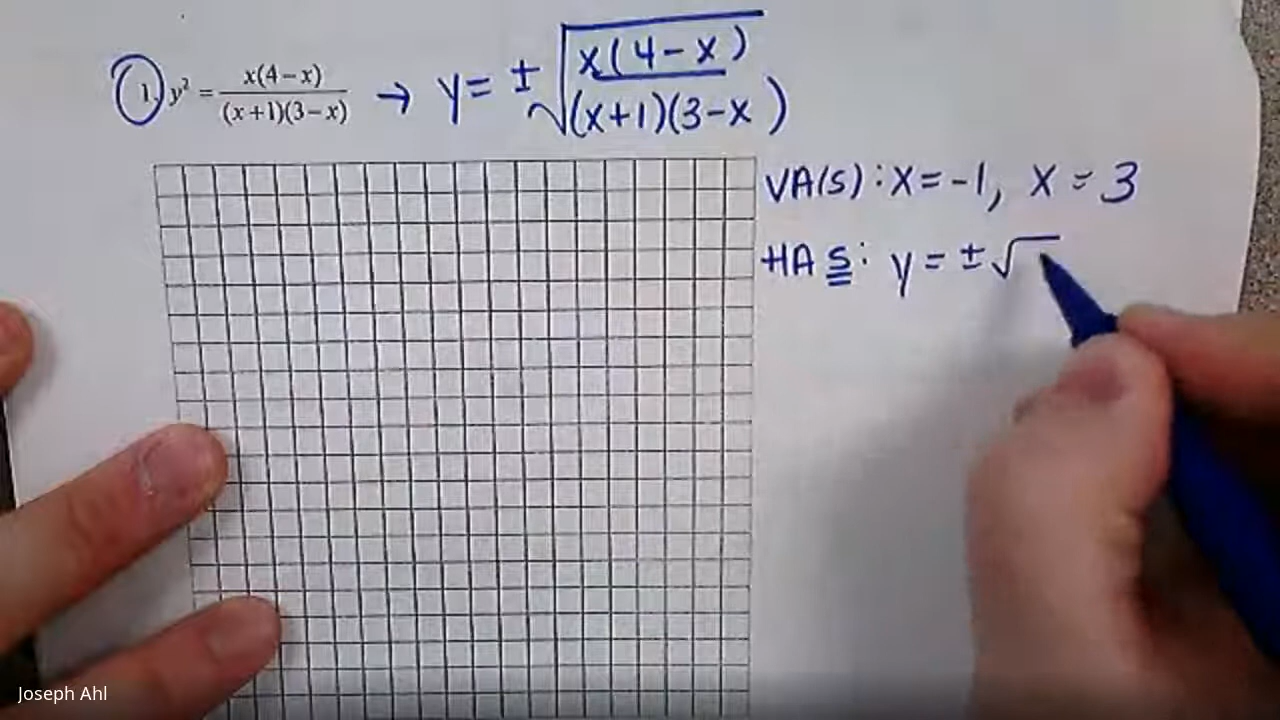 1. y² = x(4−x)/((x+1)(3−x)) → y = ± √(x(4−x)/((x+1)(3−x)))
VA(s): x = -1, x = 3
HAs: y = ±√
Joseph Ahl